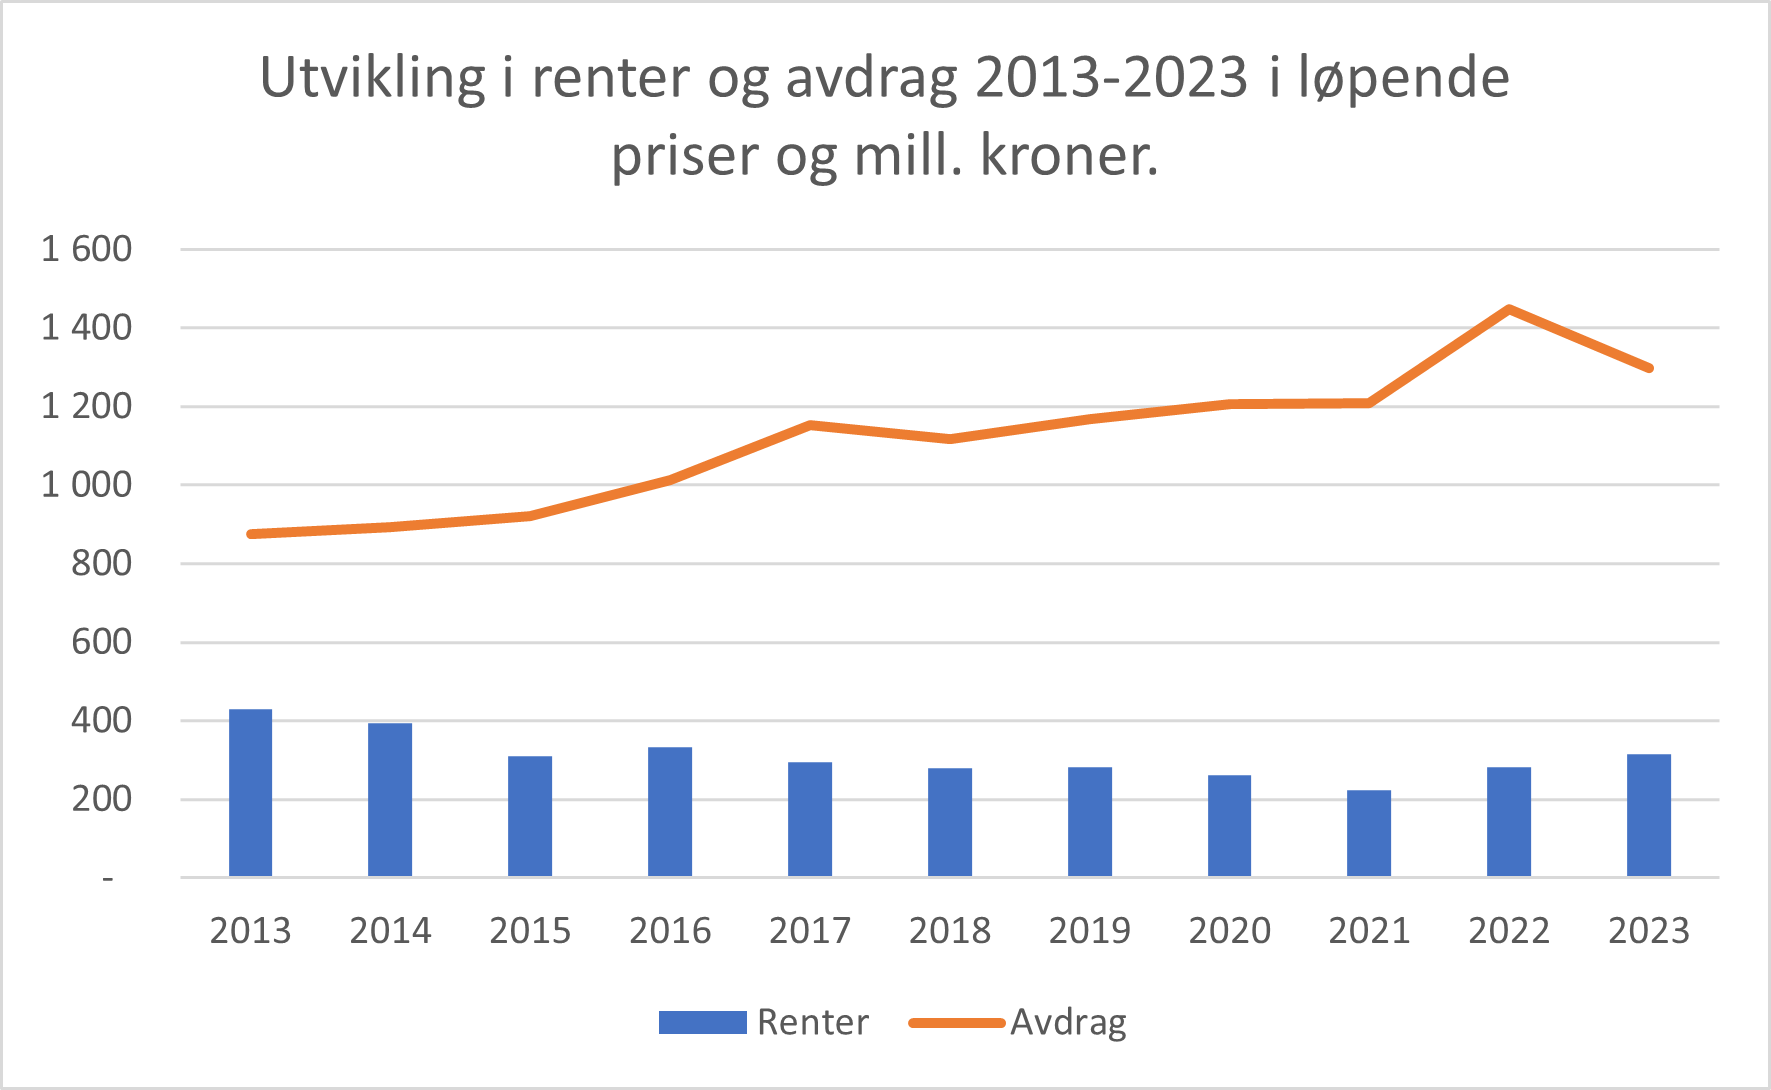 Utvikling i renter og avdrag 2013-2023 i løpende
priser og mill. kroner.
1 600
1 400
1 200
1 000
800
600
400
200
-
2013 2014 2015 2016 2017 2018 2019 2020 2021 2022 2023
Renter Avdrag